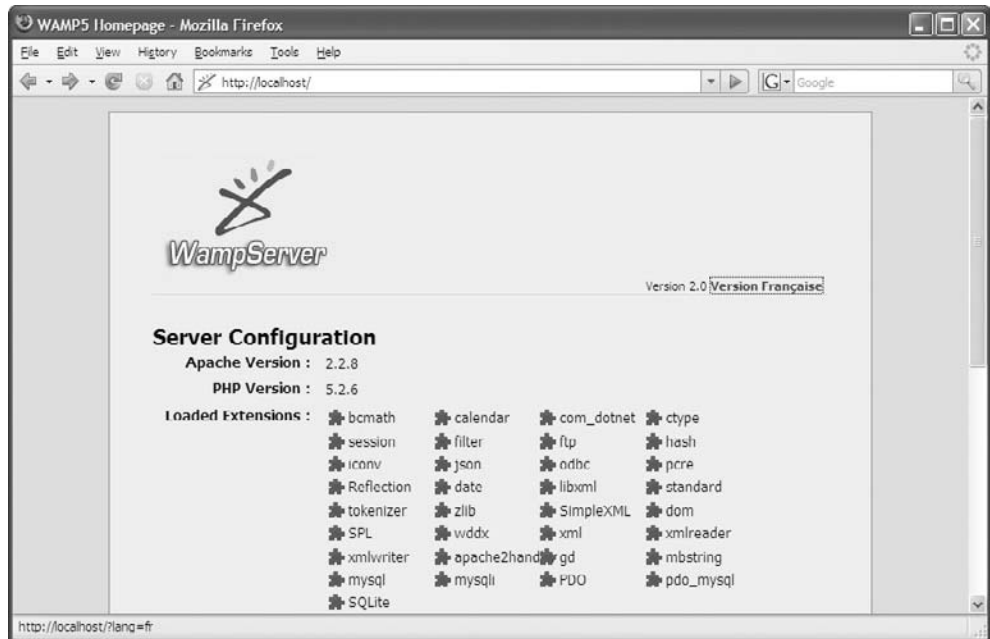 WAMP5 Homepage - Mozilla Firefox
File Edit View History Bookmarks Tools Help
http://localhost/
G Google
WampServer
Version 2.0 Version Française
Server Configuration
Apache Version : 2.2.8
PHP Version : 5.2.6
Loaded Extensions : bcmath calendar com_dotnet ctype
session filter ftp hash
iconv json odbc pcre
Reflection date libxml standard
tokenizer zlib SimpleXML dom
SPL wddx xml xmlreader
xmlwriter apache2hand gd mbstring
mysql mysqli PDO pdo_mysql
SQLite
http://localhost/?lang=fr